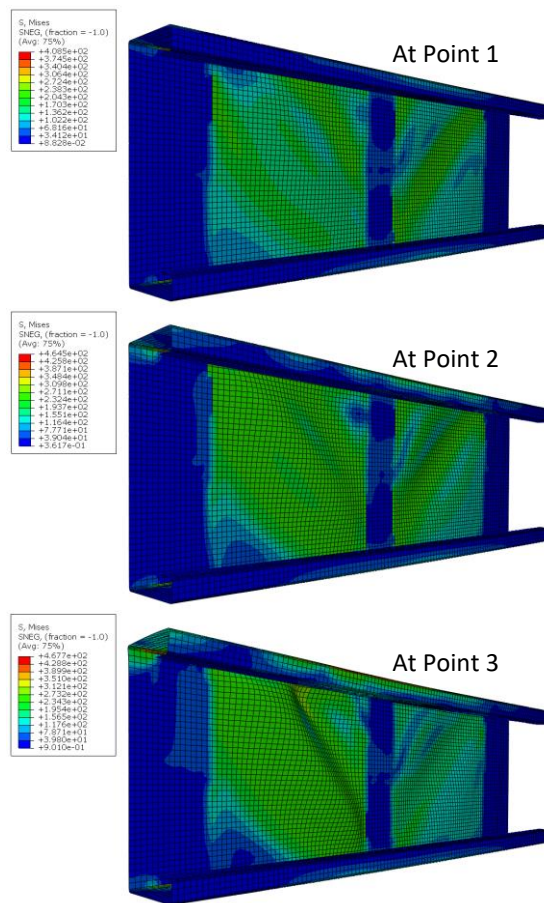 S, Mises
SNEG, (fraction = -1.0)
(Avg: 75%)
+4.085e+02
+3.745e+02
+3.404e+02
+3.064e+02
+2.724e+02
+2.383e+02
+2.043e+02
+1.703e+02
+1.362e+02
+1.022e+02
+6.816e+01
+3.412e+01
+8.828e-02
At Point 1
S, Mises
SNEG, (fraction = -1.0)
(Avg: 75%)
+4.645e+02
+4.258e+02
+3.871e+02
+3.484e+02
+3.098e+02
+2.711e+02
+2.324e+02
+1.937e+02
+1.551e+02
+1.164e+02
+7.771e+01
+3.904e+01
+3.617e-01
At Point 2
S, Mises
SNEG, (fraction = -1.0)
(Avg: 75%)
+4.677e+02
+4.288e+02
+3.899e+02
+3.510e+02
+3.121e+02
+2.732e+02
+2.343e+02
+1.954e+02
+1.565e+02
+1.176e+02
+7.871e+01
+3.980e+01
+9.010e-01
At Point 3